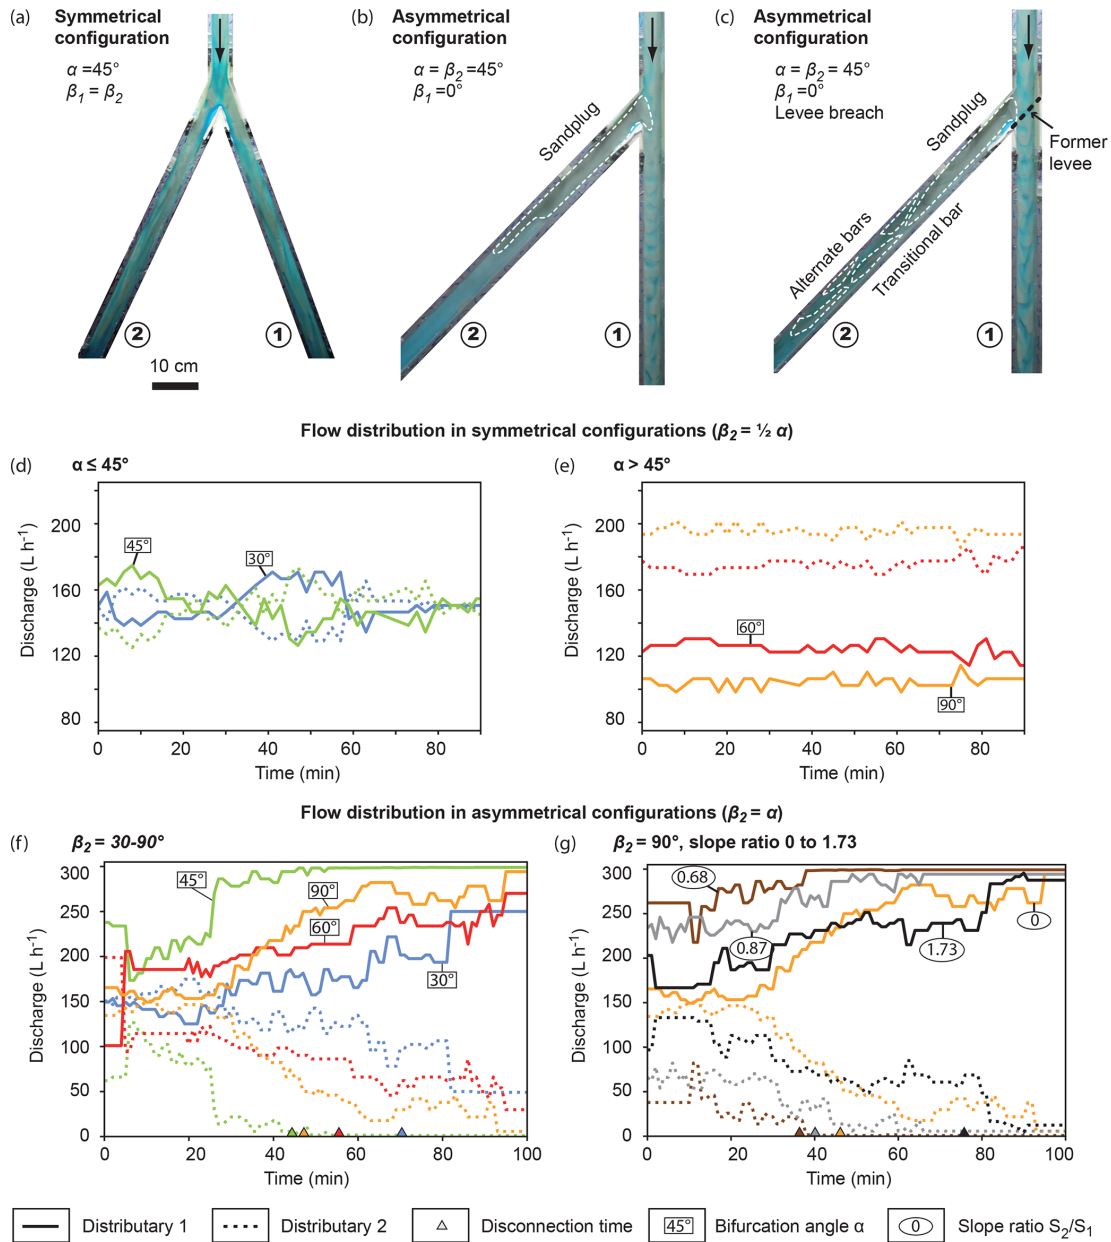 (a) Symmetrical configuration
α =45°
β1 = β2
2
1
10 cm
(b) Asymmetrical configuration
α = β2 =45°
β1 =0°
Sandplug
2
1
(c) Asymmetrical configuration
α = β2 = 45°
β1 =0°
Levee breach
Sandplug
Former levee
Alternate bars
Transitional bar
2
1
Flow distribution in symmetrical configurations (β2 = ½ α)
(d) α ≤ 45°
Discharge (L h-1)
200
160
120
80
45°
30°
0 20 40 60 80
Time (min)
(e) α > 45°
Discharge (L h-1)
200
160
120
80
60°
90°
0 20 40 60 80
Time (min)
Flow distribution in asymmetrical configurations (β2 = α)
(f) β2 = 30-90°
Discharge (L h-1)
300
250
200
150
100
50
0
45°
90°
60°
30°
0 20 40 60 80 100
Time (min)
(g) β2 = 90°, slope ratio 0 to 1.73
Discharge (L h-1)
300
250
200
150
100
50
0
0.68
0.87
1.73
0
0 20 40 60 80 100
Time (min)
Distributary 1
Distributary 2
Disconnection time
45° Bifurcation angle α
0 Slope ratio S2/S1